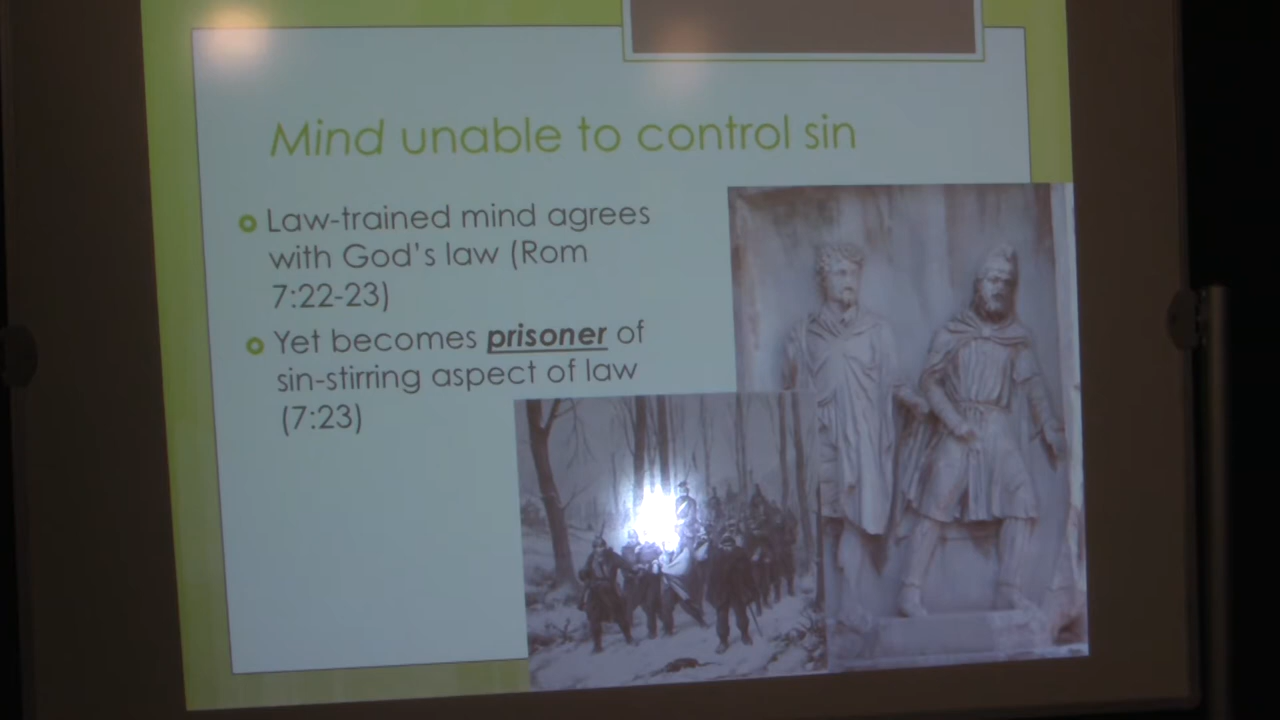 Mind unable to control sin
Law-trained mind agrees
with God's law (Rom
7:22-23)
Yet becomes prisoner of
sin-stirring aspect of law
(7:23)